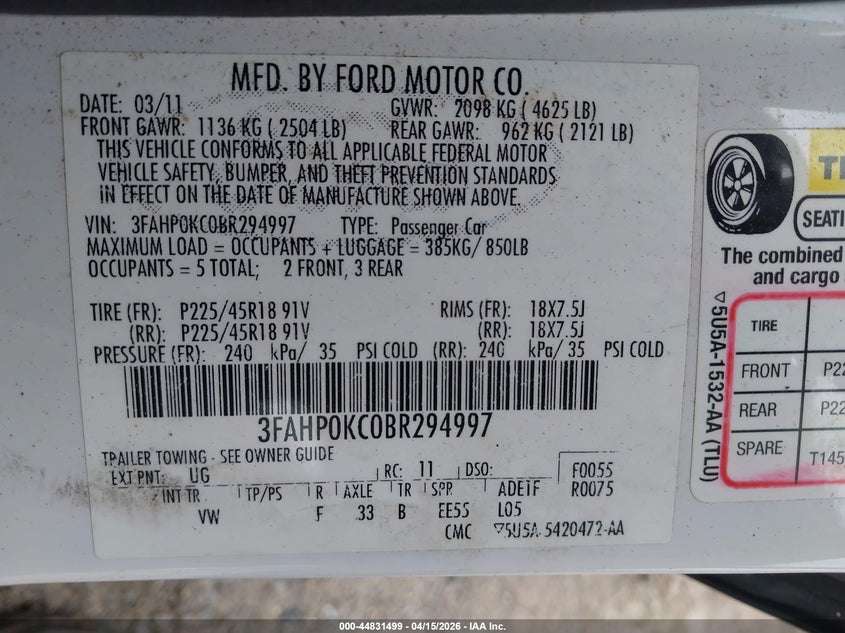 MFD. BY FORD MOTOR CO.
DATE: 03/11 GVWR: 2098 KG ( 4625 LB)
FRONT GAWR: 1136 KG ( 2504 LB) REAR GAWR: 962 KG ( 2121 LB)
THIS VEHICLE CONFORMS TO ALL APPLICABLE FEDERAL MOTOR
VEHICLE SAFETY, BUMPER, AND THEFT PREVENTION STANDARDS
IN EFFECT ON THE DATE OF MANUFACTURE SHOWN ABOVE.
VIN: 3FAHP0KC0BR294997 TYPE: Passenger Car
MAXIMUM LOAD = OCCUPANTS + LUGGAGE = 385KG/ 850LB
OCCUPANTS = 5 TOTAL; 2 FRONT, 3 REAR
TIRE (FR): P225/45R18 91V RIMS (FR): 18X7.5J
(RR): P225/45R18 91V (RR): 18X7.5J
PRESSURE (FR): 240 kPa/ 35 PSI COLD (RR): 240 kPa/ 35 PSI COLD
3FAHP0KC0BR294997
TRAILER TOWING - SEE OWNER GUIDE
EXT PNT: UG RC: 11 DSO: F0055
INT TR TP/PS R AXLE TR SPR ADEIF R0075
VW F 33 B EE55 L05
CMC ▽5U5A-5420472-AA
▽5U5A-1532-AA (TLU)
SEATI
The combined
and cargo
TIRE
FRONT P22
REAR P22
SPARE T145
000-44831499 - 04/15/2026 - IAA Inc.